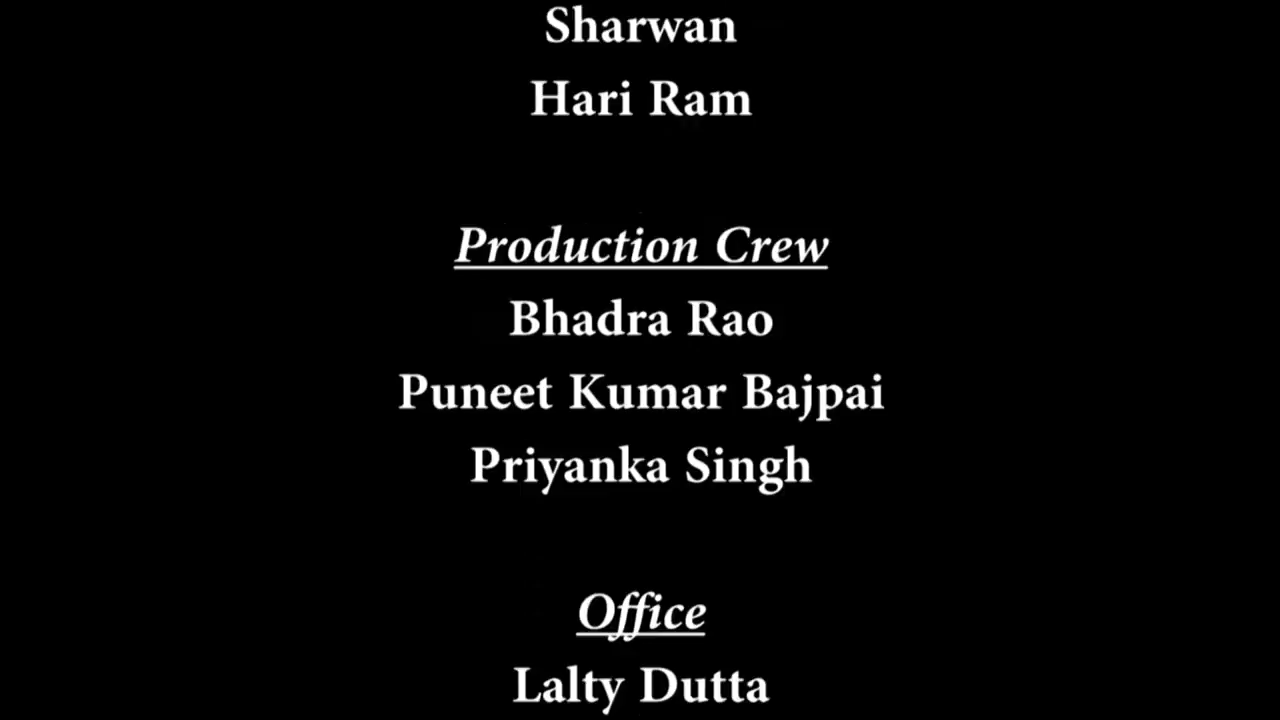 Sharwan
Hari Ram
Production Crew
Bhadra Rao
Puneet Kumar Bajpai
Priyanka Singh
Office
Lalty Dutta